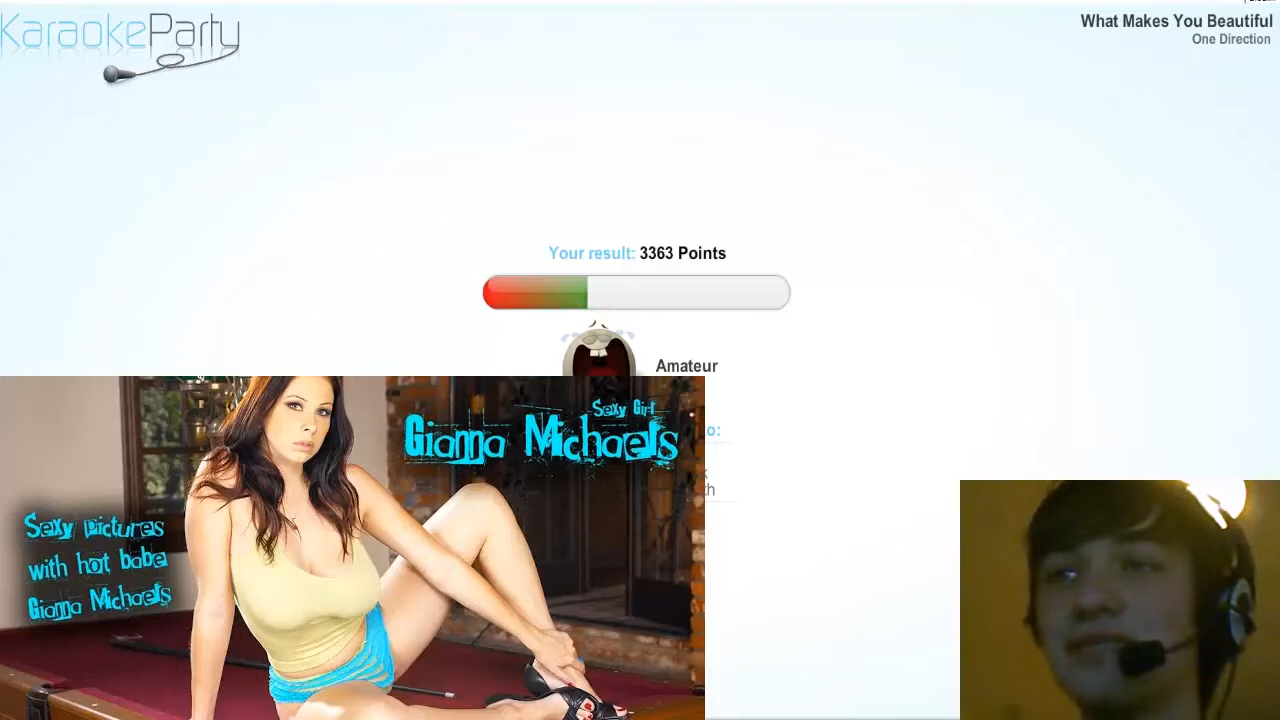 KaraokeParty
What Makes You Beautiful
One Direction
Your result: 3363 Points
Amateur
Sexy Girl
Gianna Michaels
o:
k
th
Sexy pictures
with hot babe
Gianna Michaels